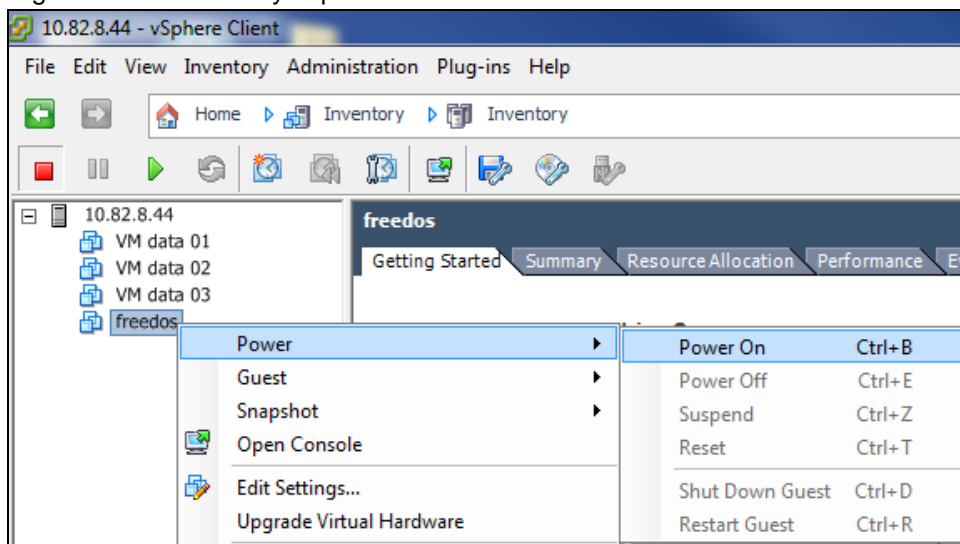 10.82.8.44 - vSphere Client
File Edit View Inventory Administration Plug-ins Help
Home Inventory Inventory
10.82.8.44
VM data 01
VM data 02
VM data 03
freedos
freedos
Getting Started Summary Resource Allocation Performance
Power
Guest
Snapshot
Open Console
Edit Settings...
Upgrade Virtual Hardware
Power On Ctrl+B
Power Off Ctrl+E
Suspend Ctrl+Z
Reset Ctrl+T
Shut Down Guest Ctrl+D
Restart Guest Ctrl+R